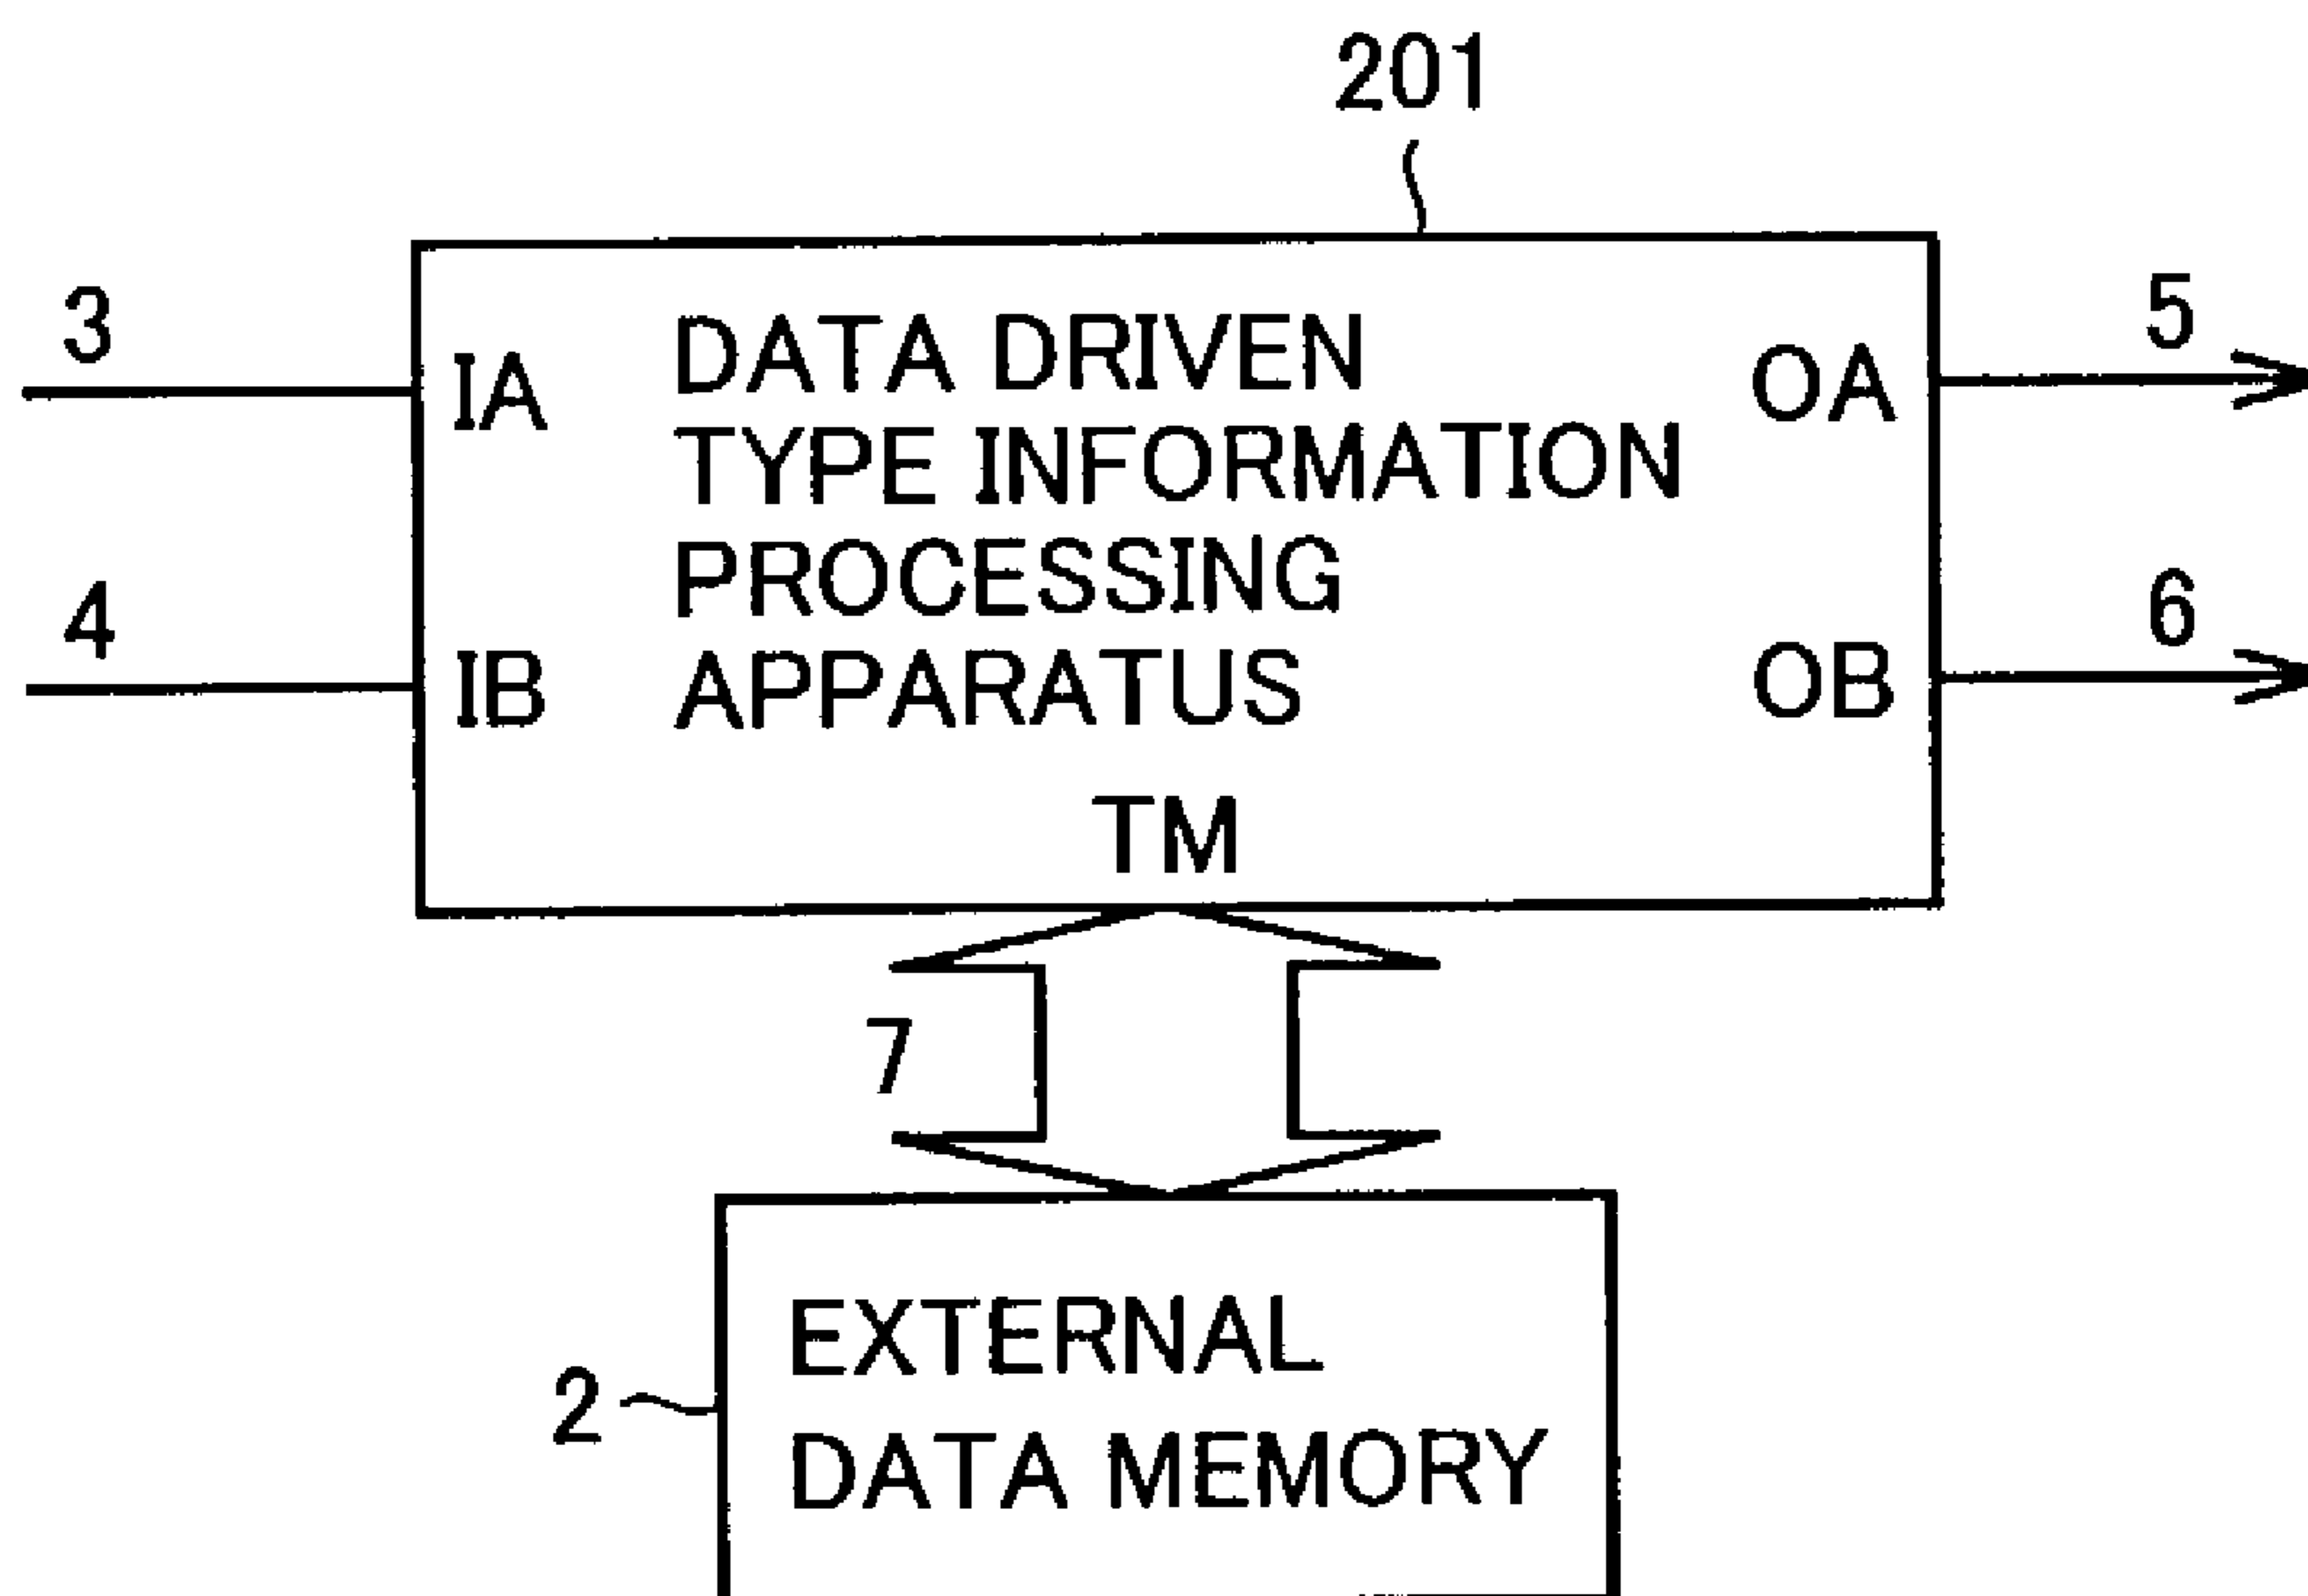 201
3
5
IA
DATA DRIVEN
OA
TYPE INFORMATION
PROCESSING
4
6
IB
APPARATUS
OB
TM
7
EXTERNAL
2
DATA MEMORY